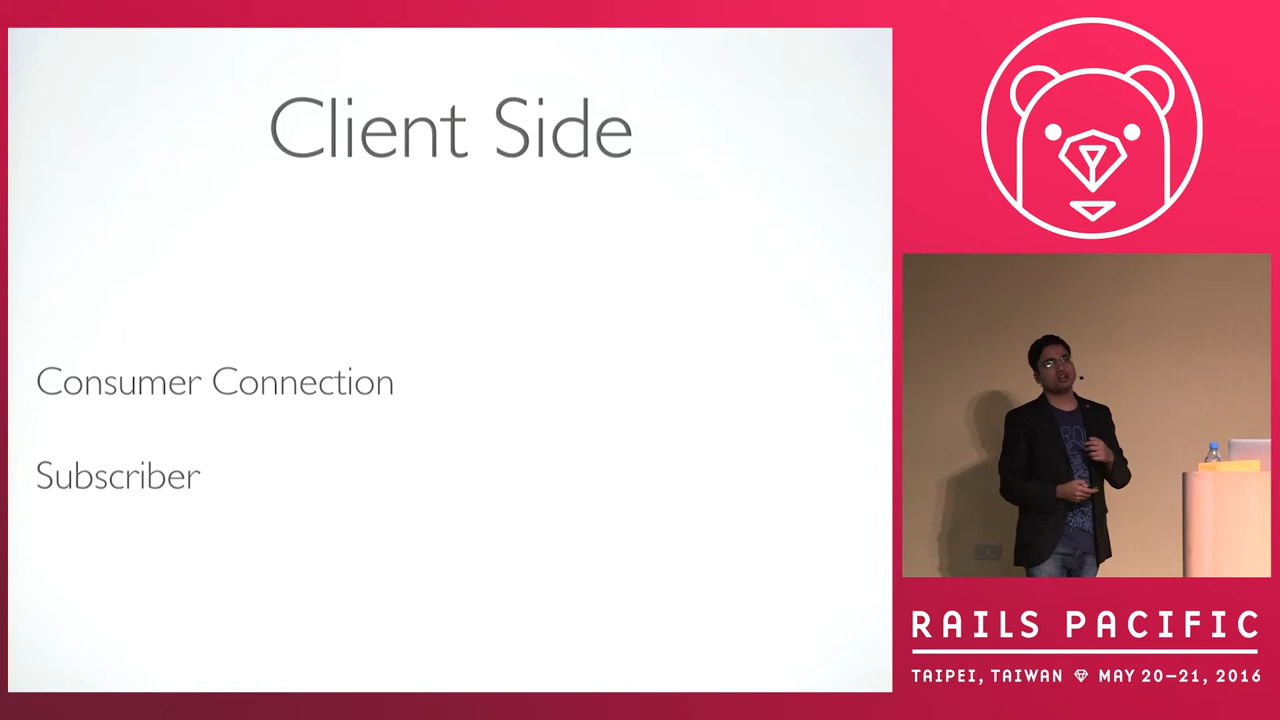 Client Side
Consumer Connection
Subscriber
RAILS PACIFIC
TAIPEI, TAIWAN MAY 20–21, 2016